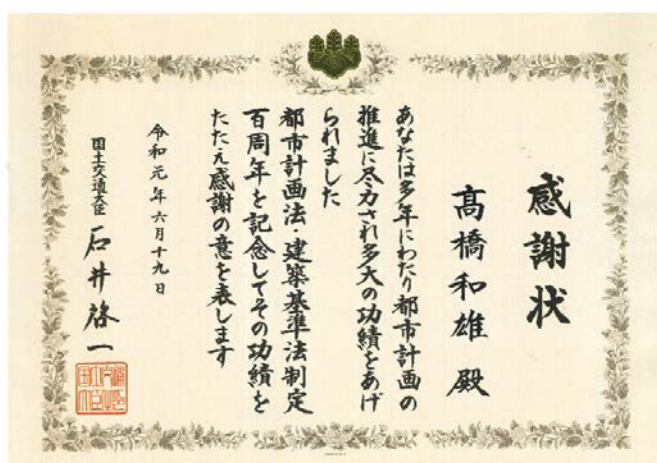 感謝状
髙橋和雄 殿
あなたは多年にわたり都市計画の
推進に尽力され多大の功績をあげ
られました
都市計画法・建築基準法制定
百周年を記念してその功績を
たたえ感謝の意を表します
令和元年六月十九日
国土交通大臣 石井啓一